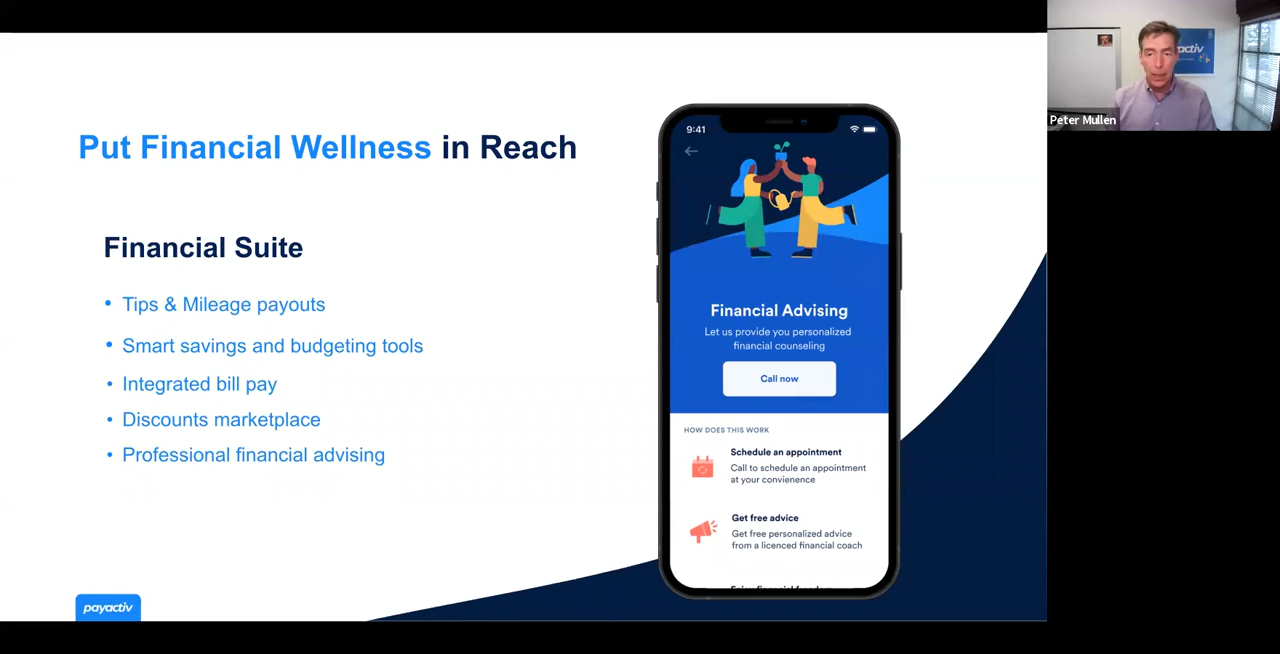 Put Financial Wellness in Reach
Financial Suite
• Tips & Mileage payouts
• Smart savings and budgeting tools
• Integrated bill pay
• Discounts marketplace
• Professional financial advising
payactiv
9:41
Financial Advising
Let us provide you personalized
financial counseling
Call now
HOW DOES THIS WORK
Schedule an appointment
Call to schedule an appointment
at your convienence
Get free advice
Get free personalized advice
from a licenced financial coach
activ
Peter Mullen